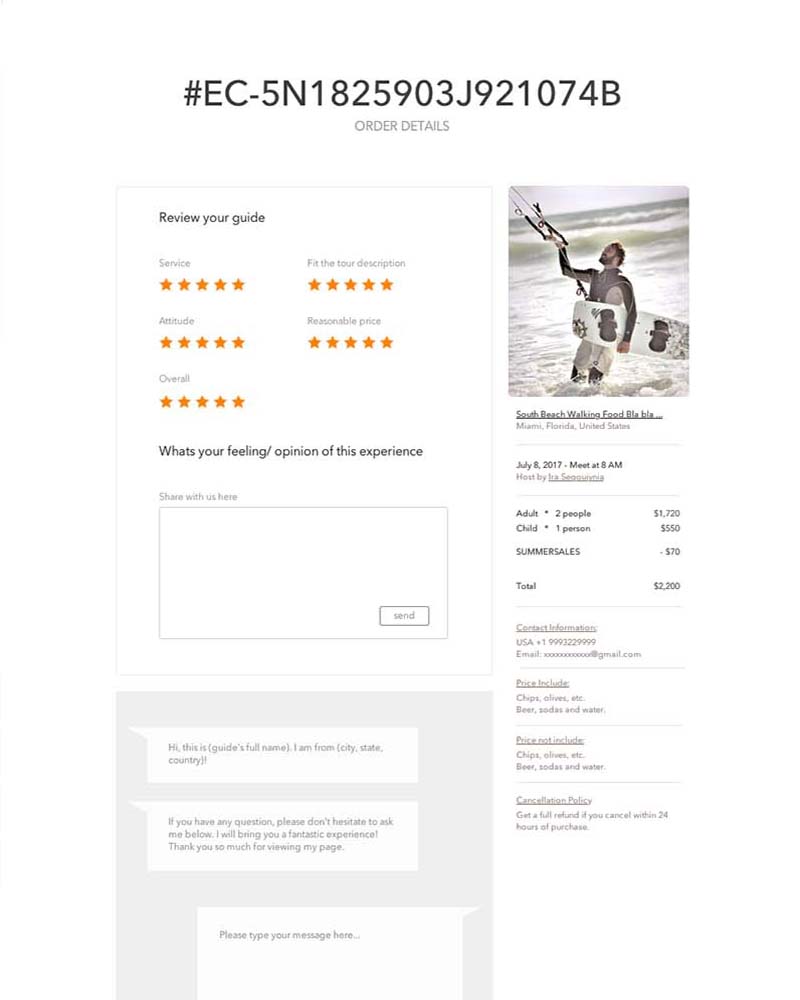 #EC-5N1825903J921074B
ORDER DETAILS
Review your guide
Service
Fit the tour description
Attitude
Reasonable price
Overall
Whats your feeling/ opinion of this experience
Share with us here
send
Hi, this is {guide's full name}. I am from {city, state,
country}!
If you have any question, please don't hesitate to ask
me below. I will bring you a fantastic experience!
Thank you so much for viewing my page.
Please type your message here...
South Beach Walking Food Bla bla ...
Miami, Florida, United States
July 8, 2017 - Meet at 8 AM
Host by Ira Seqouiynia
Adult * 2 people $1,720
Child * 1 person $550
SUMMERSALES - $70
Total $2,200
Contact Information:
USA +1 9993229999
Email: xxxxxxxxxxx@gmail.com
Price Include:
Chips, olives, etc.
Beer, sodas and water.
Price not include:
Chips, olives, etc.
Beer, sodas and water.
Cancellation Policy
Get a full refund if you cancel within 24
hours of purchase.